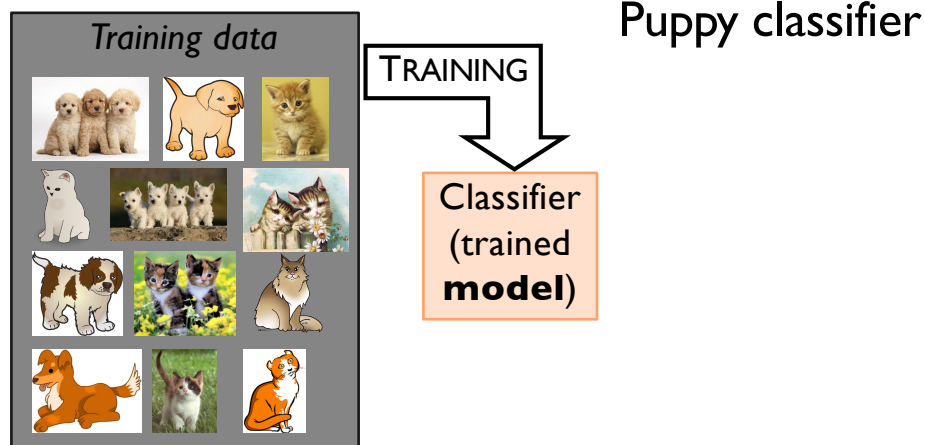 Puppy classifier
Training data
TRAINING
Classifier
(trained
model)